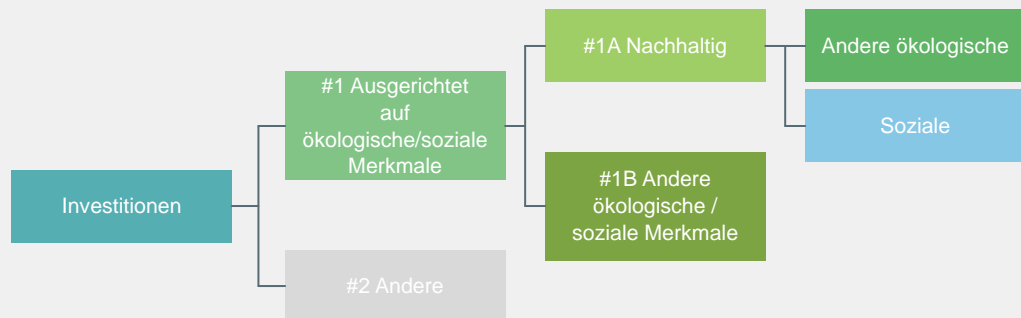 Investitionen
#1 Ausgerichtet
auf
ökologische/soziale
Merkmale
#2 Andere
#1A Nachhaltig
#1B Andere
ökologische /
soziale Merkmale
Andere ökologische
Soziale